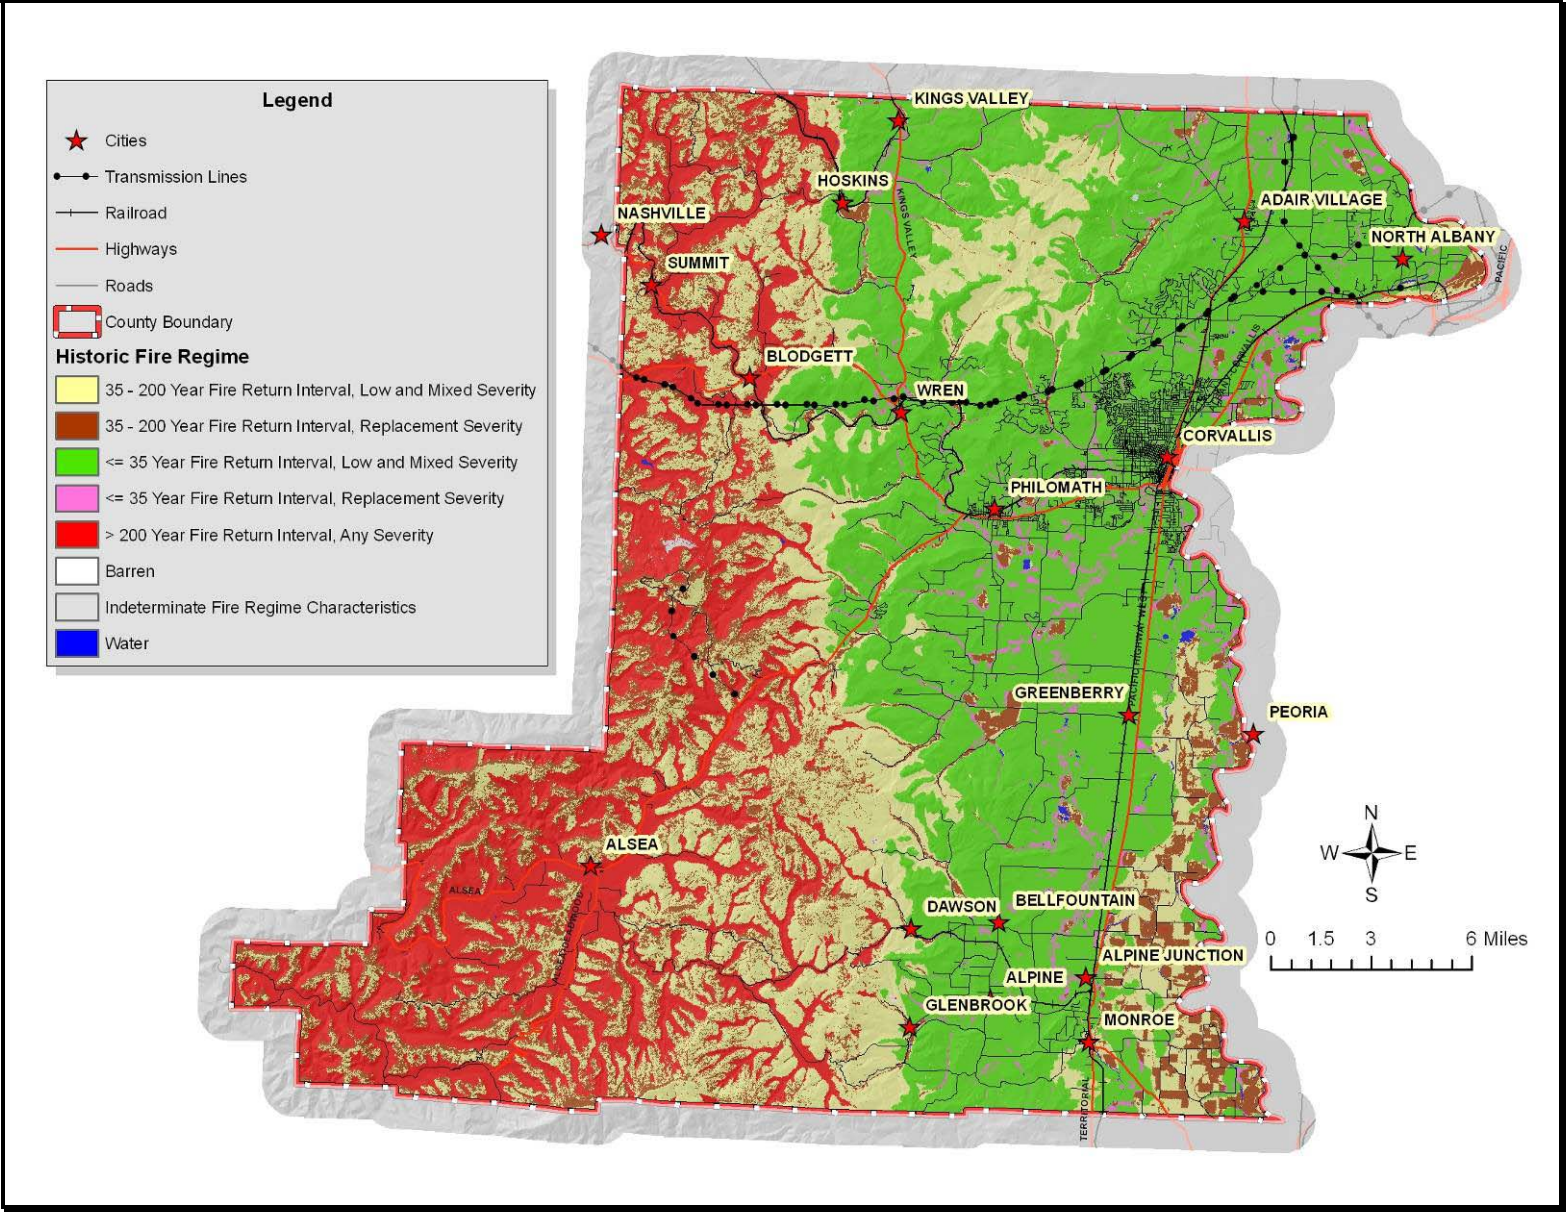 Legend
Cities
Transmission Lines
Railroad
Highways
Roads
County Boundary
Historic Fire Regime
35 - 200 Year Fire Return Interval, Low and Mixed Severity
35 - 200 Year Fire Return Interval, Replacement Severity
<= 35 Year Fire Return Interval, Low and Mixed Severity
<= 35 Year Fire Return Interval, Replacement Severity
> 200 Year Fire Return Interval, Any Severity
Barren
Indeterminate Fire Regime Characteristics
Water
KINGS VALLEY
HOSKINS
KINGS VALLEY
NASHVILLE
ADAIR VILLAGE
NORTH ALBANY
PACIFIC
SUMMIT
BLODGETT
WREN
CORVALLIS
PHILOMATH
PACIFIC HIGHWAY WEST
GREENBERRY
PEORIA
ALSEA
ALSEA
DAWSON
BELLFOUNTAIN
ALPINE JUNCTION
ALPINE
GLENBROOK
MONROE
TERRITORIAL
N
W E
S
0 1.5 3 6 Miles